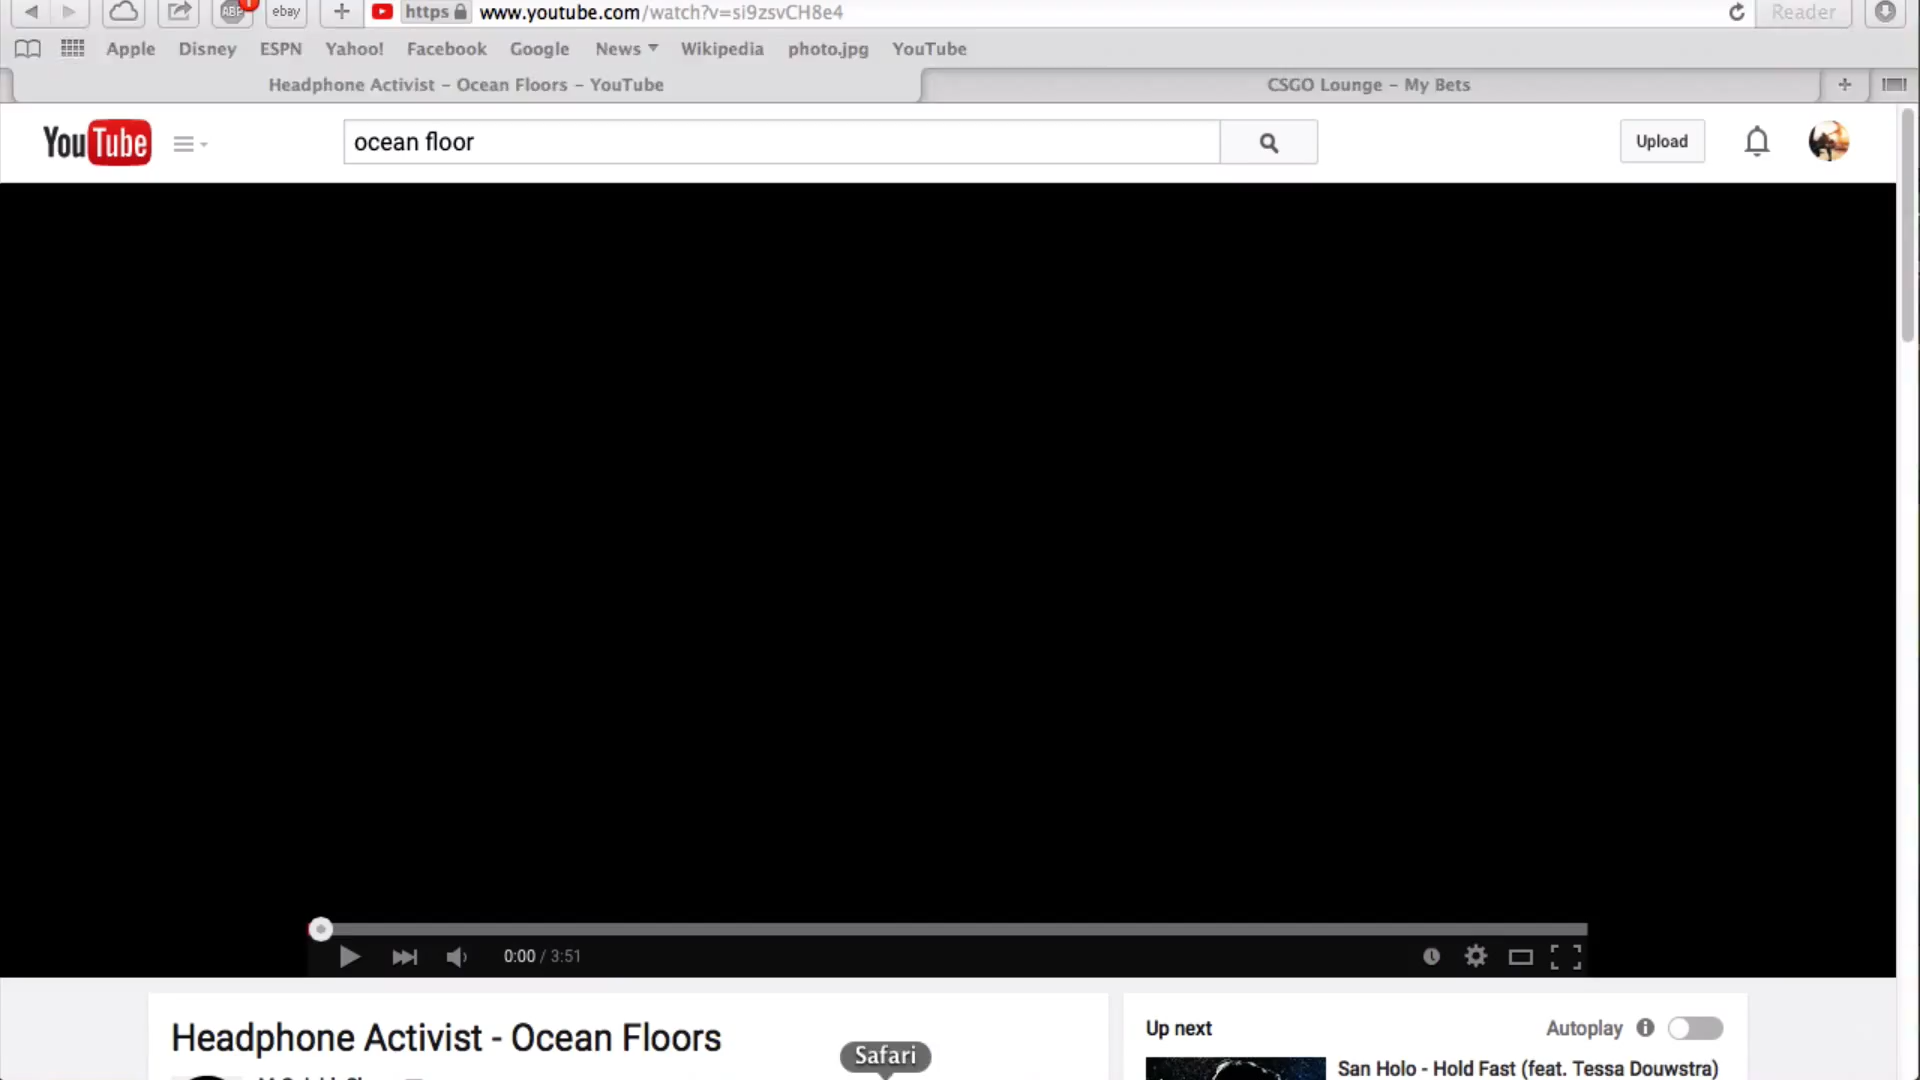 ABP ebay + https www.youtube.com/watch?v=si9zsvCH8e4 Reader
Apple Disney ESPN Yahoo! Facebook Google News Wikipedia photo.jpg YouTube
Headphone Activist - Ocean Floors - YouTube CSGO Lounge - My Bets +
YouTube ocean floor Upload
0:00 / 3:51
Headphone Activist - Ocean Floors
Up next Autoplay
Safari
San Holo - Hold Fast (feat. Tessa Douwstra)